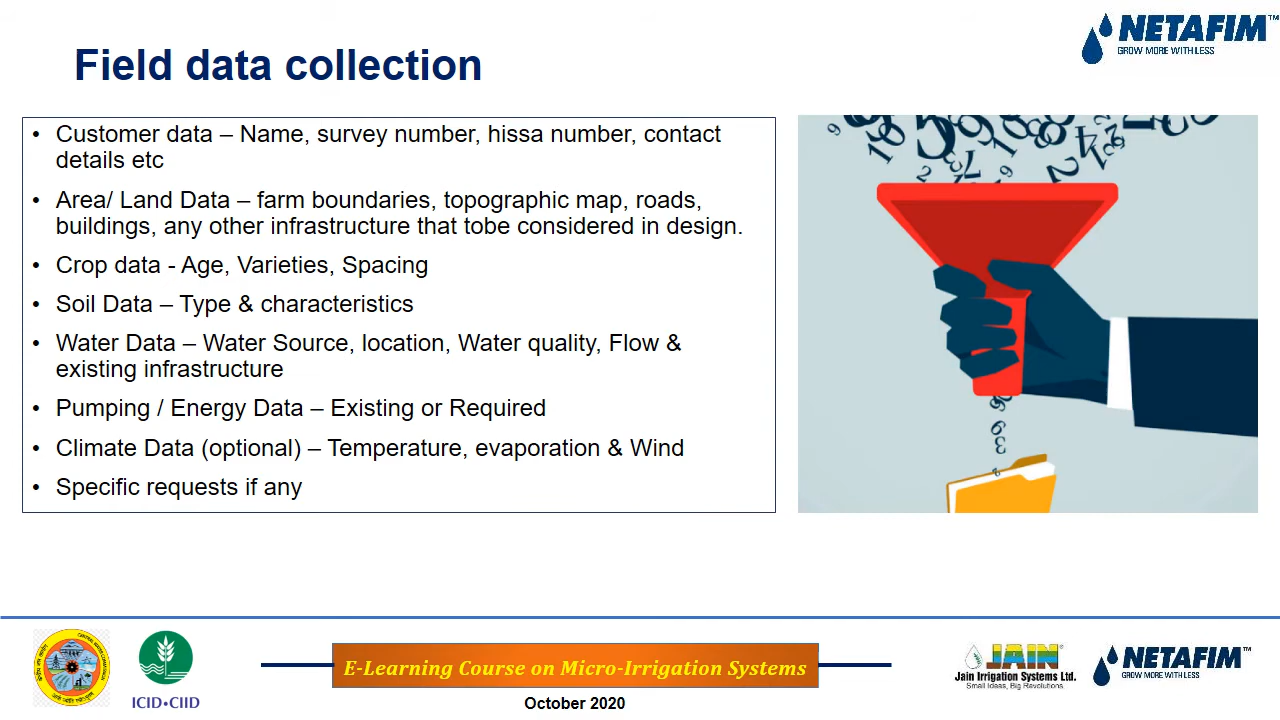 NETAFIM™
GROW MORE WITH LESS
Field data collection
• Customer data – Name, survey number, hissa number, contact
details etc
• Area/ Land Data – farm boundaries, topographic map, roads,
buildings, any other infrastructure that tobe considered in design.
• Crop data - Age, Varieties, Spacing
• Soil Data – Type & characteristics
• Water Data – Water Source, location, Water quality, Flow &
existing infrastructure
• Pumping / Energy Data – Existing or Required
• Climate Data (optional) – Temperature, evaporation & Wind
• Specific requests if any
ICID•CIID
E-Learning Course on Micro-Irrigation Systems
October 2020
JAIN®
Jain Irrigation Systems Ltd.
Small Ideas, Big Revolutions.
NETAFIM™
GROW MORE WITH LESS